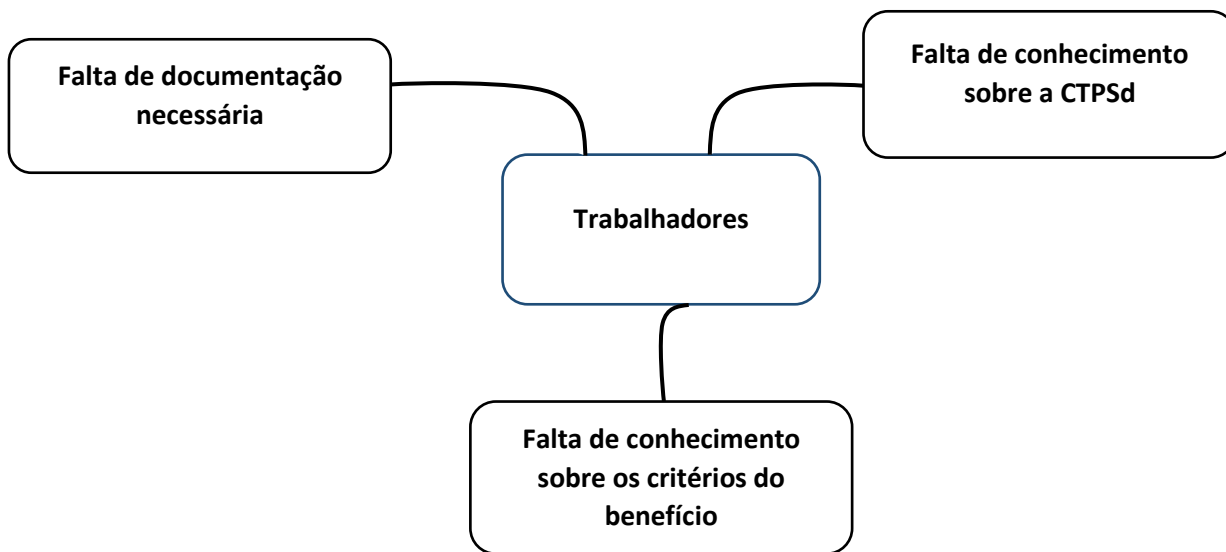 Falta de documentação
necessária
Falta de conhecimento
sobre a CTPSd
Trabalhadores
Falta de conhecimento
sobre os critérios do
benefício